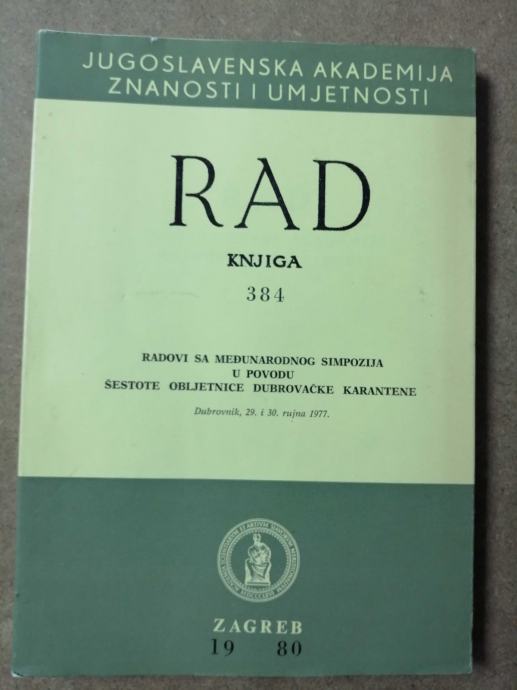 JUGOSLAVENSKA AKADEMIJA
ZNANOSTI I UMJETNOSTI
RAD
KNJIGA
384
RADOVI SA MEĐUNARODNOG SIMPOZIJA
U POVODU
ŠESTOTE OBLJETNICE DUBROVAČKE KARANTENE
Dubrovnik, 29. i 30. rujna 1977.
ZAGREB
19 80